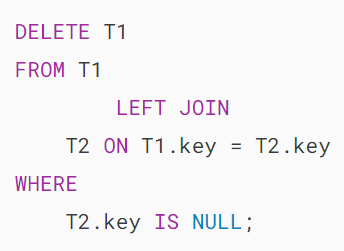 DELETE T1
FROM T1
LEFT JOIN
T2 ON T1.key = T2.key
WHERE
T2.key IS NULL;